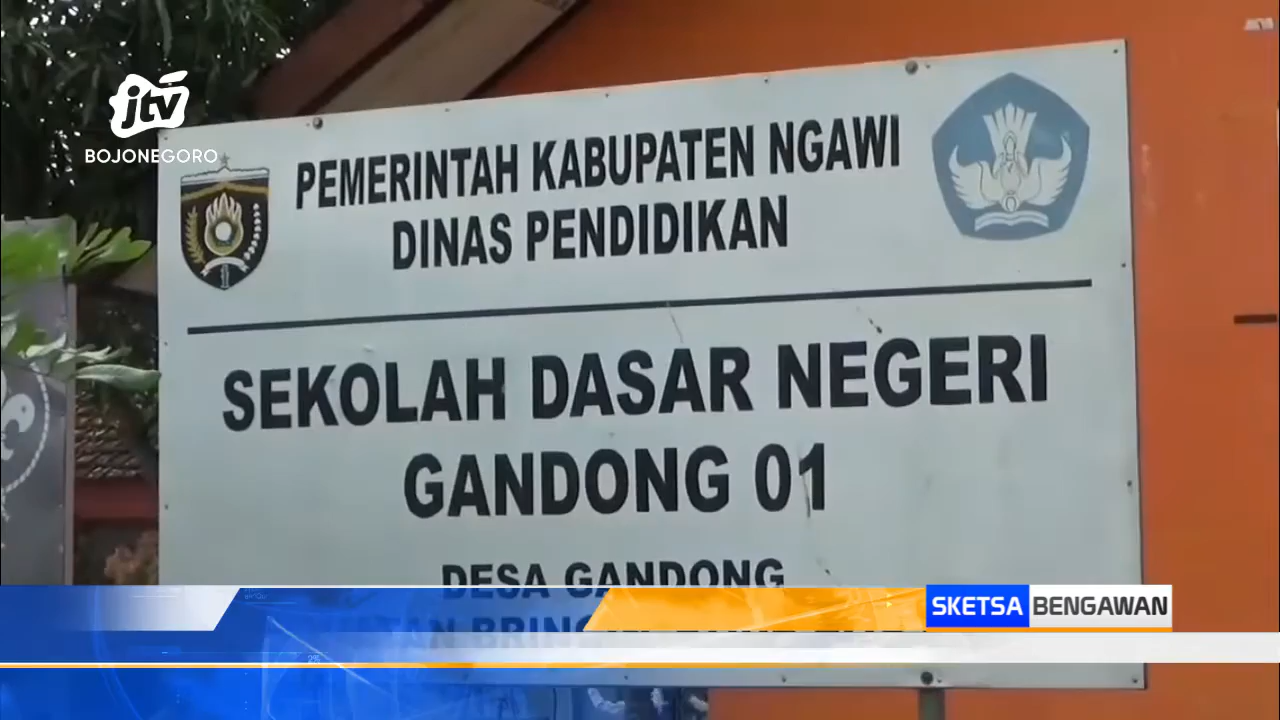 jtv
BOJONEGORO
PEMERINTAH KABUPATEN NGAWI
DINAS PENDIDIKAN
SEKOLAH DASAR NEGERI
GANDONG 01
DESA GANDONG
SKETSA BENGAWAN